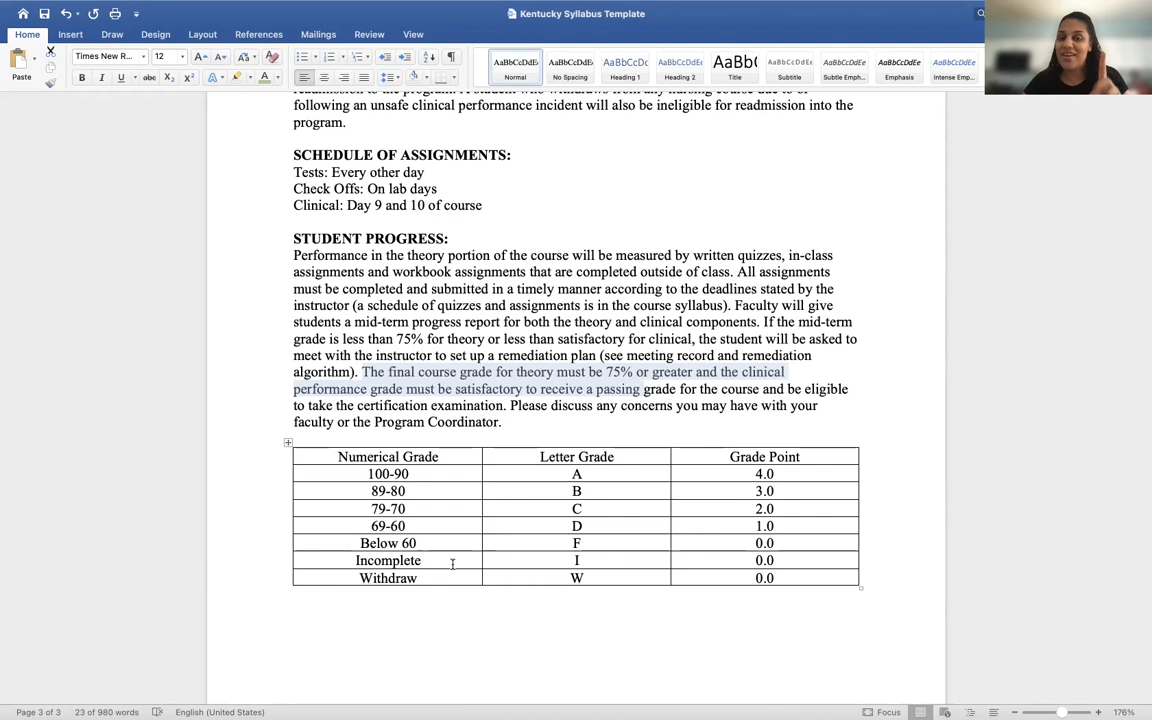 Kentucky Syllabus Template
Home Insert Draw Design Layout References Mailings Review View
Paste
Times New R... 12
AaBbCcDdEe AaBbCcDdEe AaBbCcDc AaBbCcDdEe AaBb( AaBbCcDdEe AaBbCcDdEe AaBbCcDdEe AaBbCcDdEe
Normal No Spacing Heading 1 Heading 2 Title Subtitle Subtle Emph... Emphasis Intense Emp...
following an unsafe clinical performance incident will also be ineligible for readmission into the
program.
SCHEDULE OF ASSIGNMENTS:
Tests: Every other day
Check Offs: On lab days
Clinical: Day 9 and 10 of course
STUDENT PROGRESS:
Performance in the theory portion of the course will be measured by written quizzes, in-class
assignments and workbook assignments that are completed outside of class. All assignments
must be completed and submitted in a timely manner according to the deadlines stated by the
instructor (a schedule of quizzes and assignments is in the course syllabus). Faculty will give
students a mid-term progress report for both the theory and clinical components. If the mid-term
grade is less than 75% for theory or less than satisfactory for clinical, the student will be asked to
meet with the instructor to set up a remediation plan (see meeting record and remediation
algorithm). The final course grade for theory must be 75% or greater and the clinical
performance grade must be satisfactory to receive a passing grade for the course and be eligible
to take the certification examination. Please discuss any concerns you may have with your
faculty or the Program Coordinator.
Numerical Grade Letter Grade Grade Point
100-90 A 4.0
89-80 B 3.0
79-70 C 2.0
69-60 D 1.0
Below 60 F 0.0
Incomplete I 0.0
Withdraw W 0.0
Page 3 of 3 23 of 980 words English (United States) Focus 176%